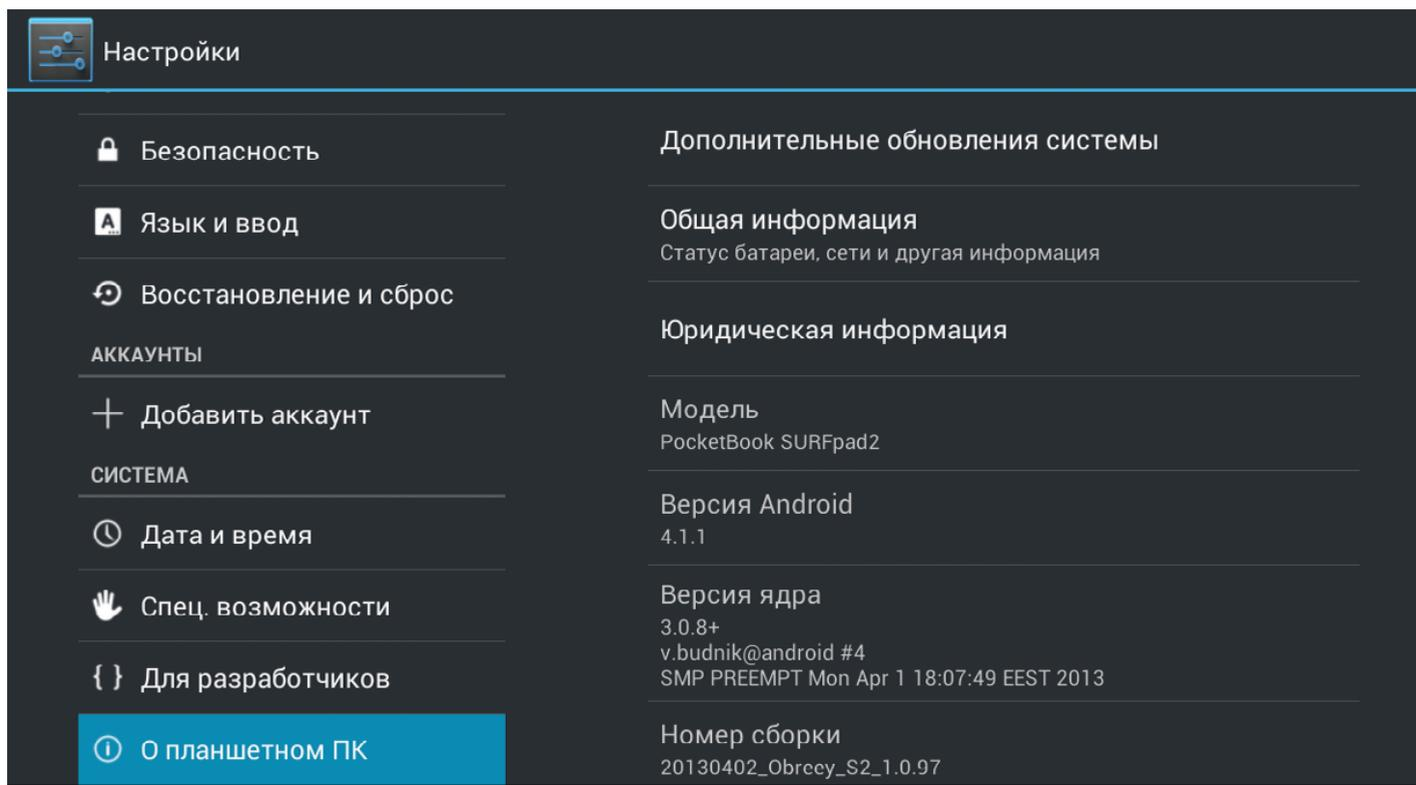 Настройки
Безопасность
Язык и ввод
Восстановление и сброс
АККАУНТЫ
Добавить аккаунт
СИСТЕМА
Дата и время
Спец. возможности
{ } Для разработчиков
О планшетном ПК
Дополнительные обновления системы
Общая информация
Статус батареи, сети и другая информация
Юридическая информация
Модель
PocketBook SURFpad2
Версия Android
4.1.1
Версия ядра
3.0.8+
v.budnik@android #4
SMP PREEMPT Mon Apr 1 18:07:49 EEST 2013
Номер сборки
20130402_Obreey_S2_1.0.97